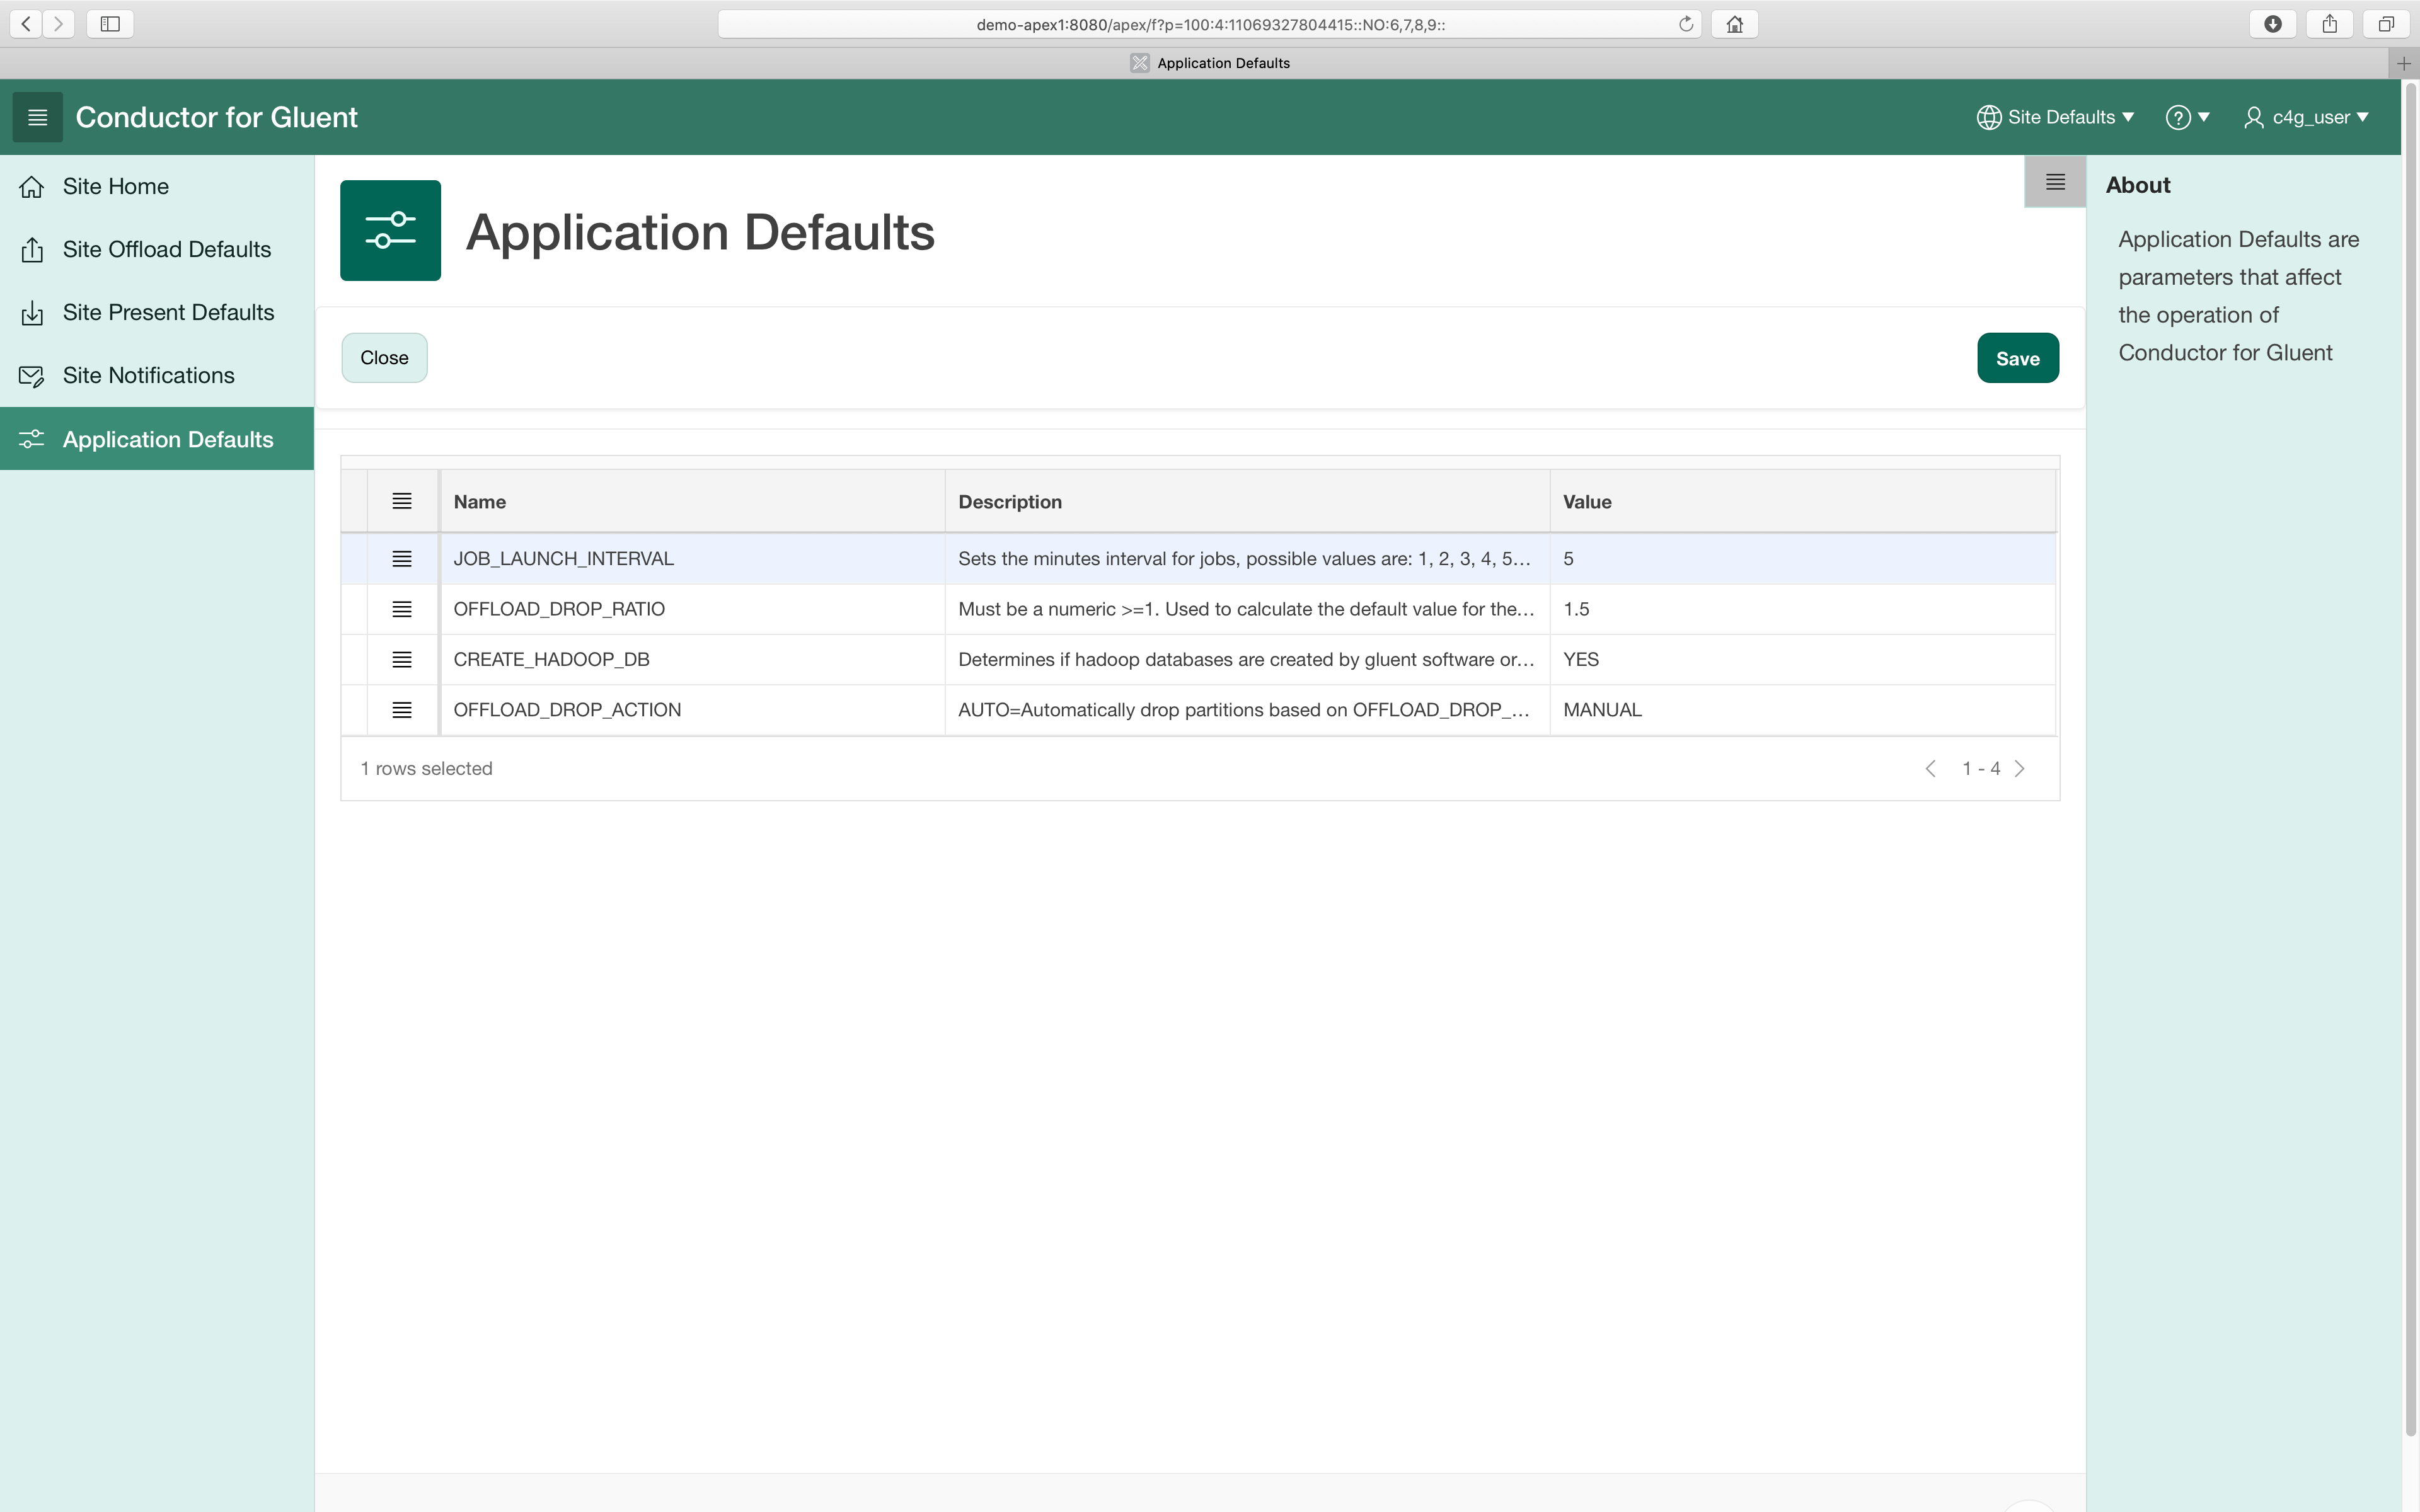 demo-apex1:8080/apex/f?p=100:4:11069327804415::NO:6,7,8,9::
Application Defaults
Conductor for Gluent
Site Defaults
?
c4g_user
Site Home
Site Offload Defaults
Site Present Defaults
Site Notifications
Application Defaults
Application Defaults
Close
Save
Name Description Value
JOB_LAUNCH_INTERVAL Sets the minutes interval for jobs, possible values are: 1, 2, 3, 4, 5... 5
OFFLOAD_DROP_RATIO Must be a numeric >=1. Used to calculate the default value for the... 1.5
CREATE_HADOOP_DB Determines if hadoop databases are created by gluent software or... YES
OFFLOAD_DROP_ACTION AUTO=Automatically drop partitions based on OFFLOAD_DROP_... MANUAL
1 rows selected
1 - 4
About
Application Defaults are
parameters that affect
the operation of
Conductor for Gluent